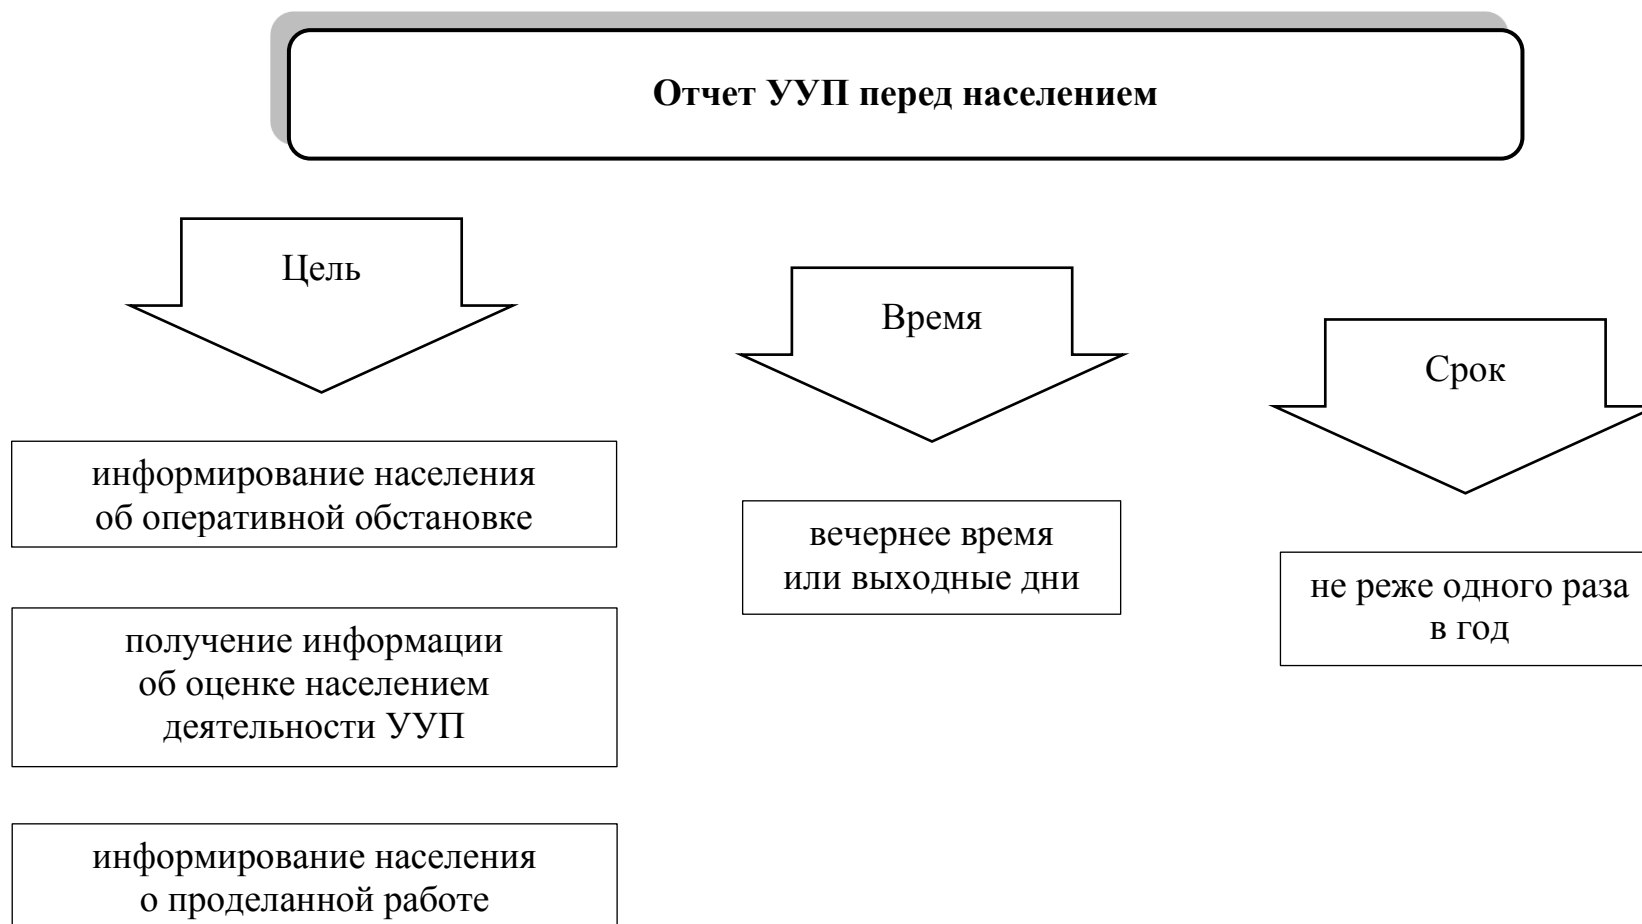 Отчет УУП перед населением
Цель
Время
Срок
информирование населения
об оперативной обстановке
получение информации
об оценке населением
деятельности УУП
информирование населения
о проделанной работе
вечернее время
или выходные дни
не реже одного раза
в год